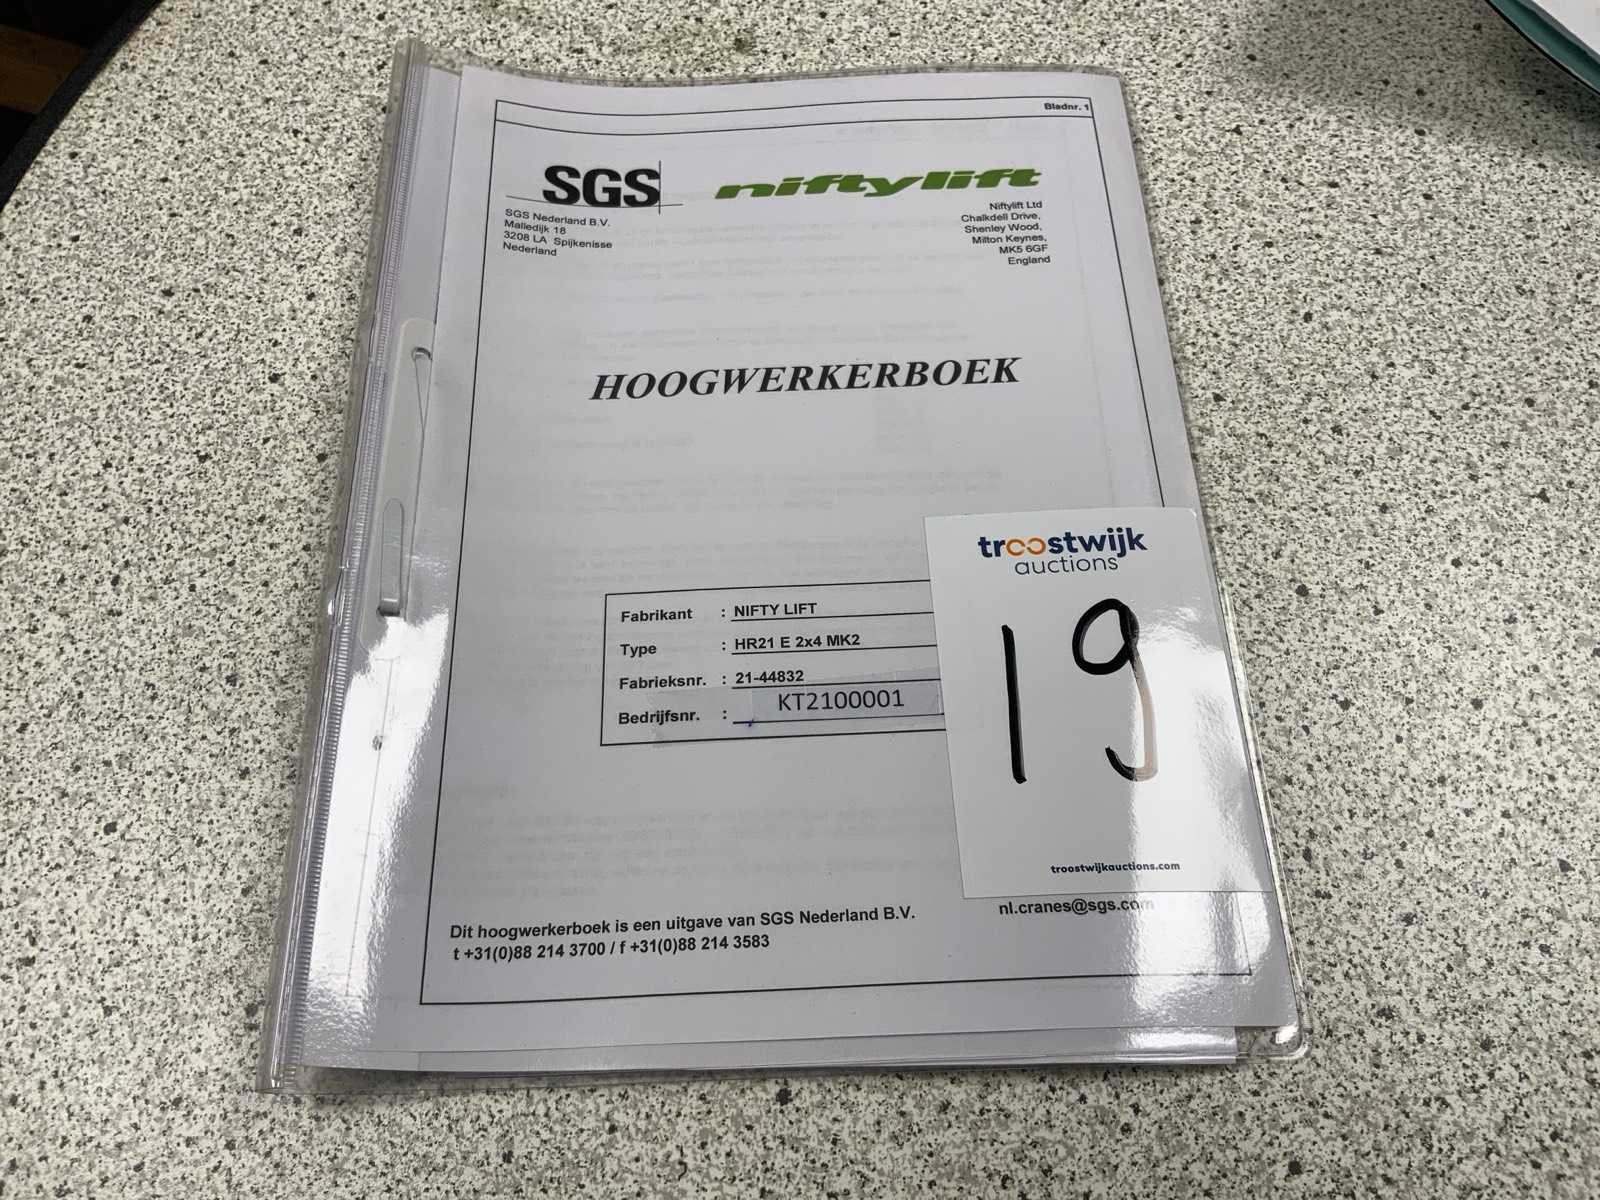 Bladnr. 1
SGS
SGS Nederland B.V.
Malledijk 18
3208 LA Spijkenisse
Nederland
niftylift
Niftylift Ltd
Chalkdell Drive,
Shenley Wood,
Milton Keynes,
MK5 6GF
England
HOOGWERKERBOEK
Fabrikant : NIFTY LIFT
Type : HR21 E 2x4 MK2
Fabrieksnr. : 21-44832
Bedrijfsnr. : KT2100001
troostwijk
auctions
19
troostwijkauctions.com
Dit hoogwerkerboek is een uitgave van SGS Nederland B.V.
t +31(0)88 214 3700 / f +31(0)88 214 3583
nl.cranes@sgs.com